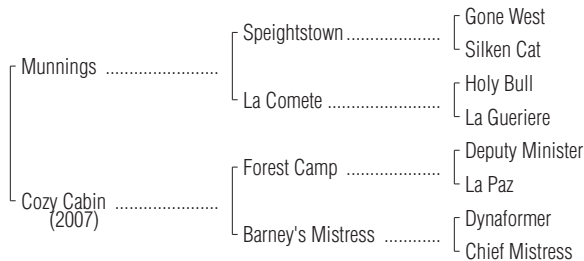 Gone West
Speightstown ....................
Silken Cat
Munnings ........................
Holy Bull
La Comete ........................
La Gueriere
Deputy Minister
Forest Camp ....................
La Paz
Cozy Cabin ......................
(2007)
Dynaformer
Barney's Mistress ............
Chief Mistress